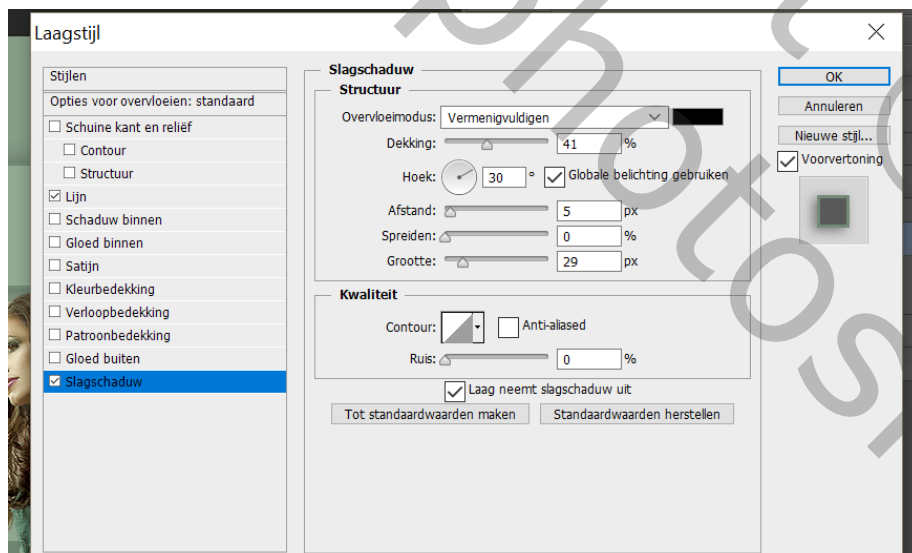 Laagstijl
Stijlen
Opties voor overvloeien: standaard
Schuine kant en reliëf
Contour
Structuur
Lijn
Schaduw binnen
Gloed binnen
Satijn
Kleurbedekking
Verloopbedekking
Patroonbedekking
Gloed buiten
Slagschaduw
Slagschaduw
Structuur
Overvloeimodus: Vermenigvuldigen
Dekking: 41 %
Hoek: 30 ° Globale belichting gebruiken
Afstand: 5 px
Spreiden: 0 %
Grootte: 29 px
Kwaliteit
Contour: Anti-aliased
Ruis: 0 %
Laag neemt slagschaduw uit
Tot standaardwaarden maken Standaardwaarden herstellen
OK
Annuleren
Nieuwe stijl...
Voorvertoning